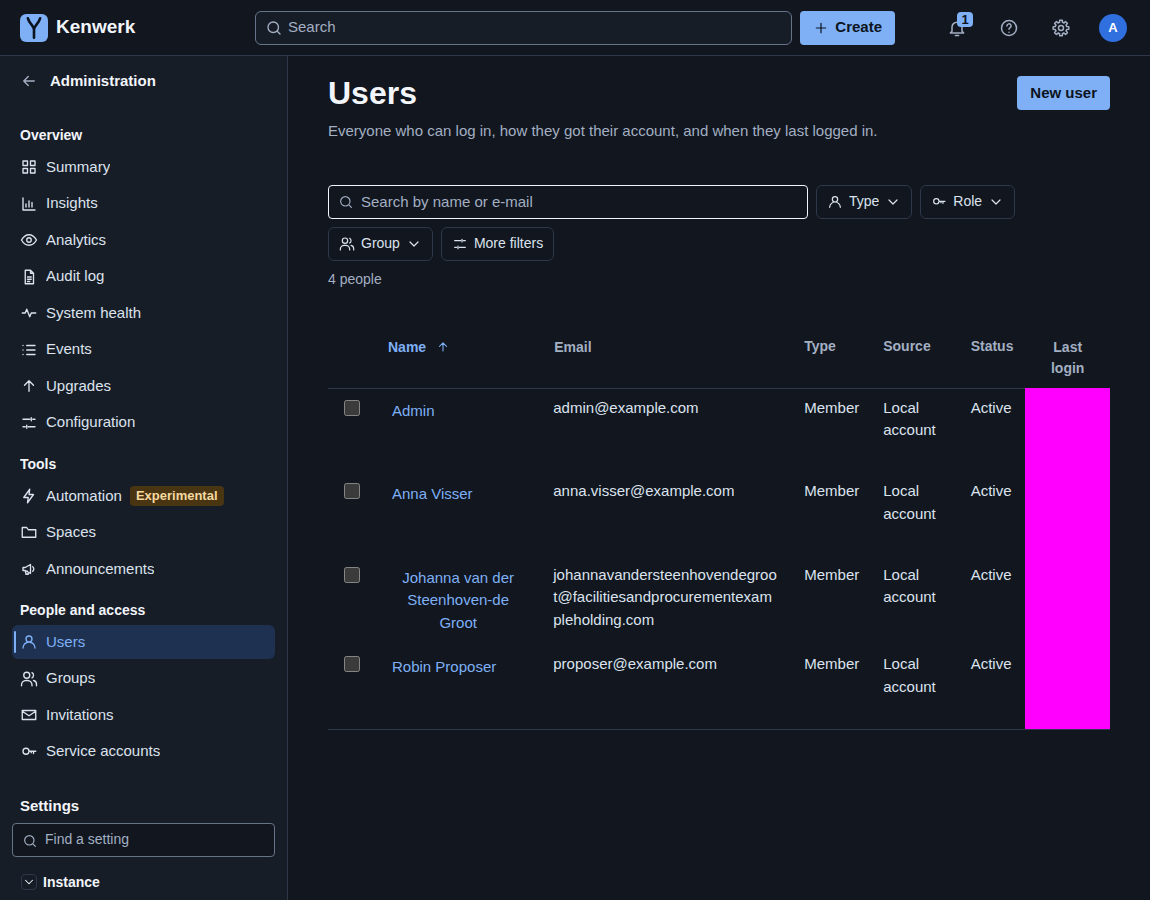 Kenwerk
Search
Create
1
A
Administration
Overview
Summary
Insights
Analytics
Audit log
System health
Events
Upgrades
Configuration
Tools
Automation Experimental
Spaces
Announcements
People and access
Users
Groups
Invitations
Service accounts
Settings
Find a setting
Instance
Users
New user
Everyone who can log in, how they got their account, and when they last logged in.
Search by name or e-mail
Type
Role
Group
More filters
4 people
Name
Email
Type
Source
Status
Last
login
Admin
admin@example.com
Member
Local
account
Active
Anna Visser
anna.visser@example.com
Member
Local
account
Active
Johanna van der
Steenhoven-de
Groot
johannavandersteenhovendegroo
t@facilitiesandprocurementexam
pleholding.com
Member
Local
account
Active
Robin Proposer
proposer@example.com
Member
Local
account
Active